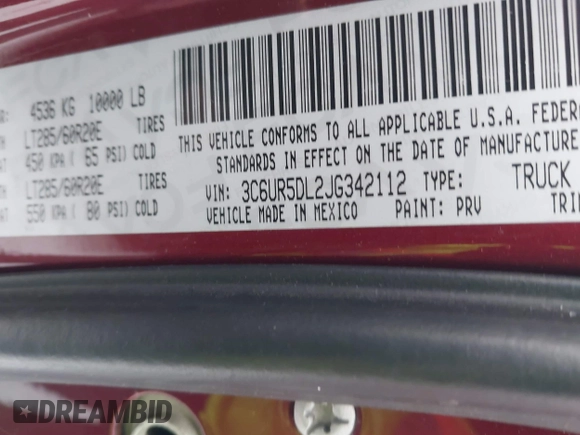 4536 KG 10000 LB
LT285/60R20E TIRES
450 KPA ( 65 PSI) COLD
LT285/60R20E TIRES
550 KPA ( 80 PSI) COLD
THIS VEHICLE CONFORMS TO ALL APPLICABLE U.S.A. FEDER
STANDARDS IN EFFECT ON THE DATE OF MANUFACTURE
VIN: 3C6UR5DL2JG342112 TYPE: TRUCK
VEHICLE MADE IN MEXICO PAINT: PRV TRI
DREAMBID